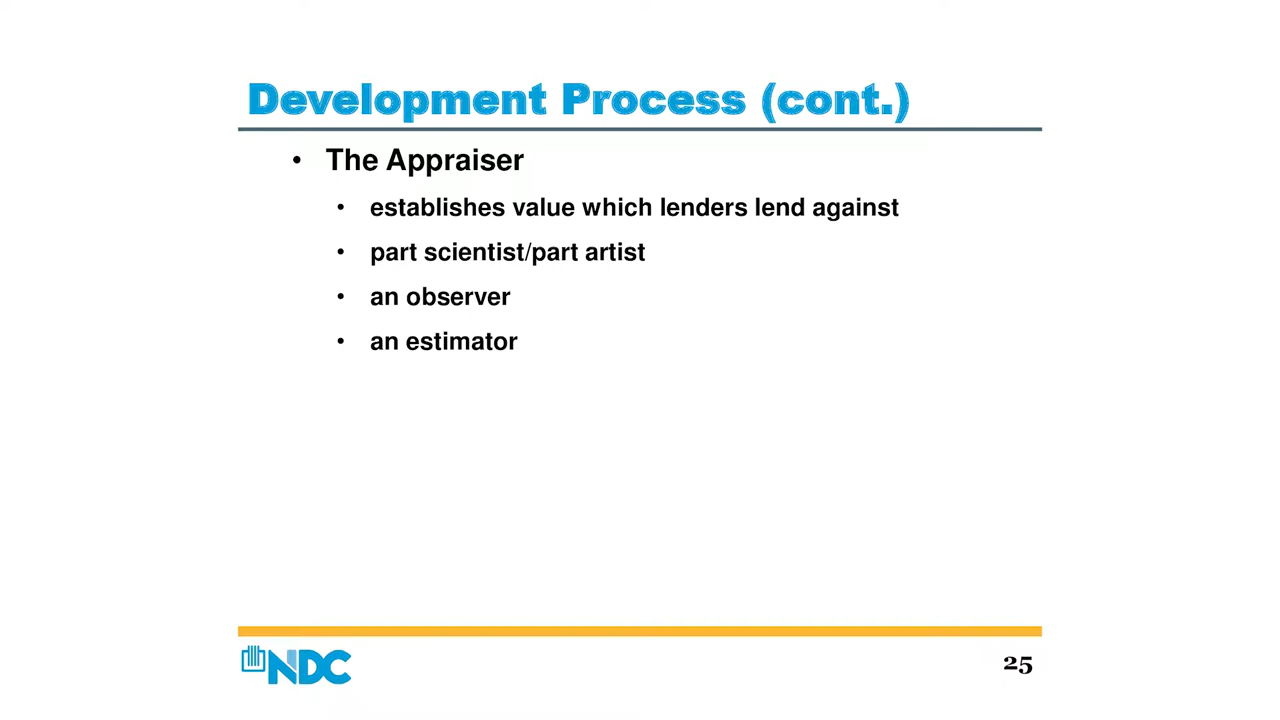 Development Process (cont.)
• The Appraiser
• establishes value which lenders lend against
• part scientist/part artist
• an observer
• an estimator
NDC
25